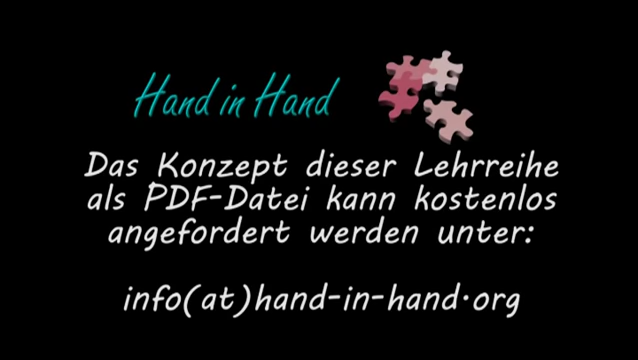 Hand in Hand
Das Konzept dieser Lehrreihe
als PDF-Datei kann kostenlos
angefordert werden unter:
info(at)hand-in-hand.org